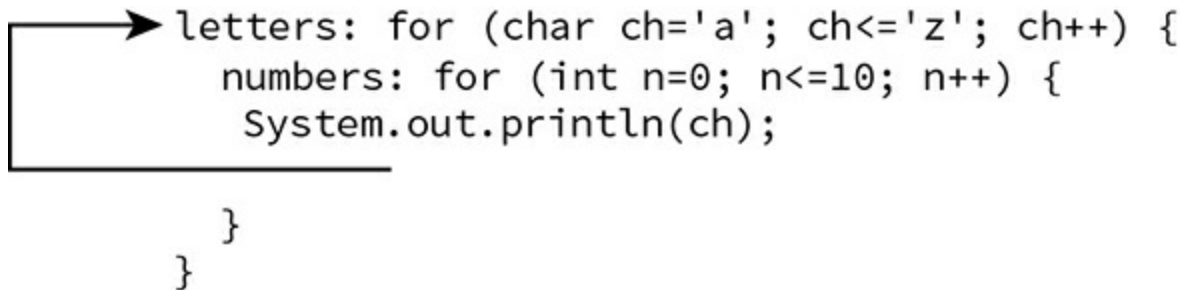 letters: for (char ch='a'; ch<='z'; ch++) {
numbers: for (int n=0; n<=10; n++) {
System.out.println(ch);
}
}